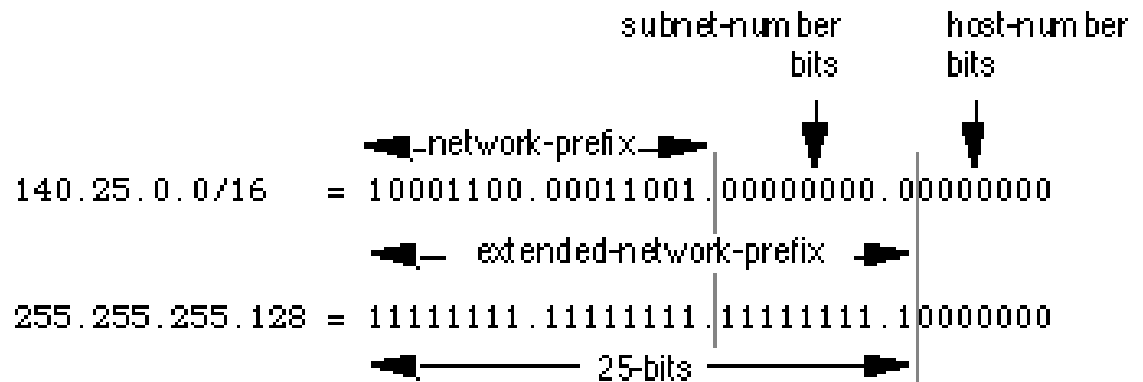 subnet-number host-number
bits bits
network-prefix
140.25.0.0/16 = 10001100.00011001.00000000.00000000
extended-network-prefix
255.255.255.128 = 11111111.11111111.11111111.10000000
25-bits